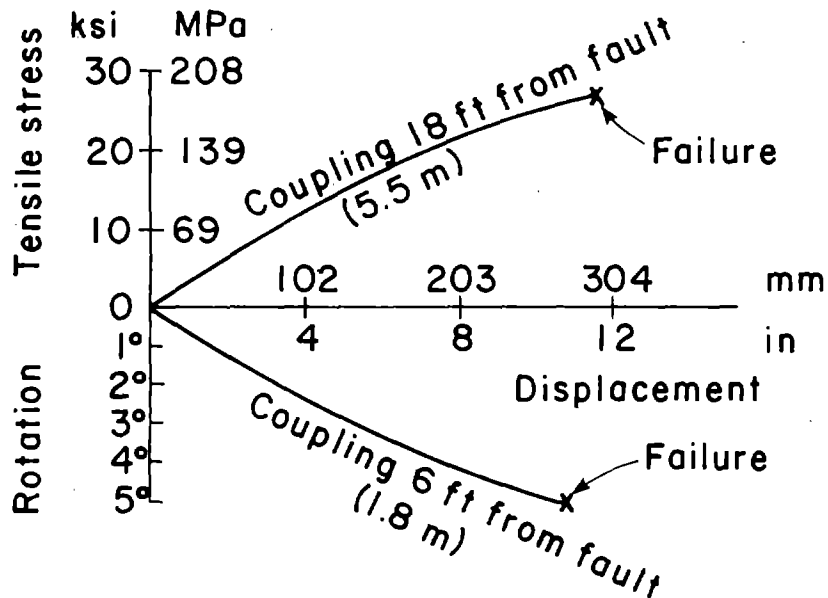 ksi MPa
Tensile stress
30 208
20 139
10 69
0
Coupling 18 ft from fault
(5.5 m)
Failure
102 203 304 mm
4 8 12 in
Displacement
Rotation
1°
2°
3°
4°
5°
Coupling 6 ft from fault
(1.8 m)
Failure